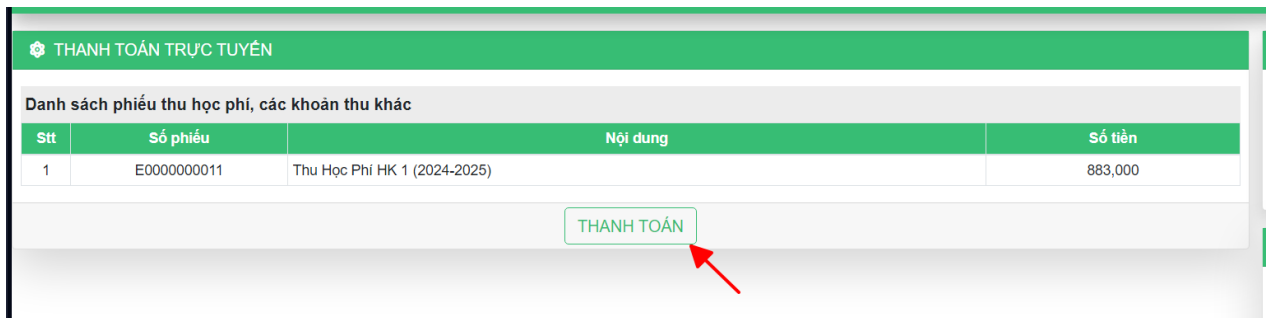 THANH TOÁN TRỰC TUYẾN
Danh sách phiếu thu học phí, các khoản thu khác
Stt Số phiếu Nội dung Số tiền
1 E0000000011 Thu Học Phí HK 1 (2024-2025) 883,000
THANH TOÁN